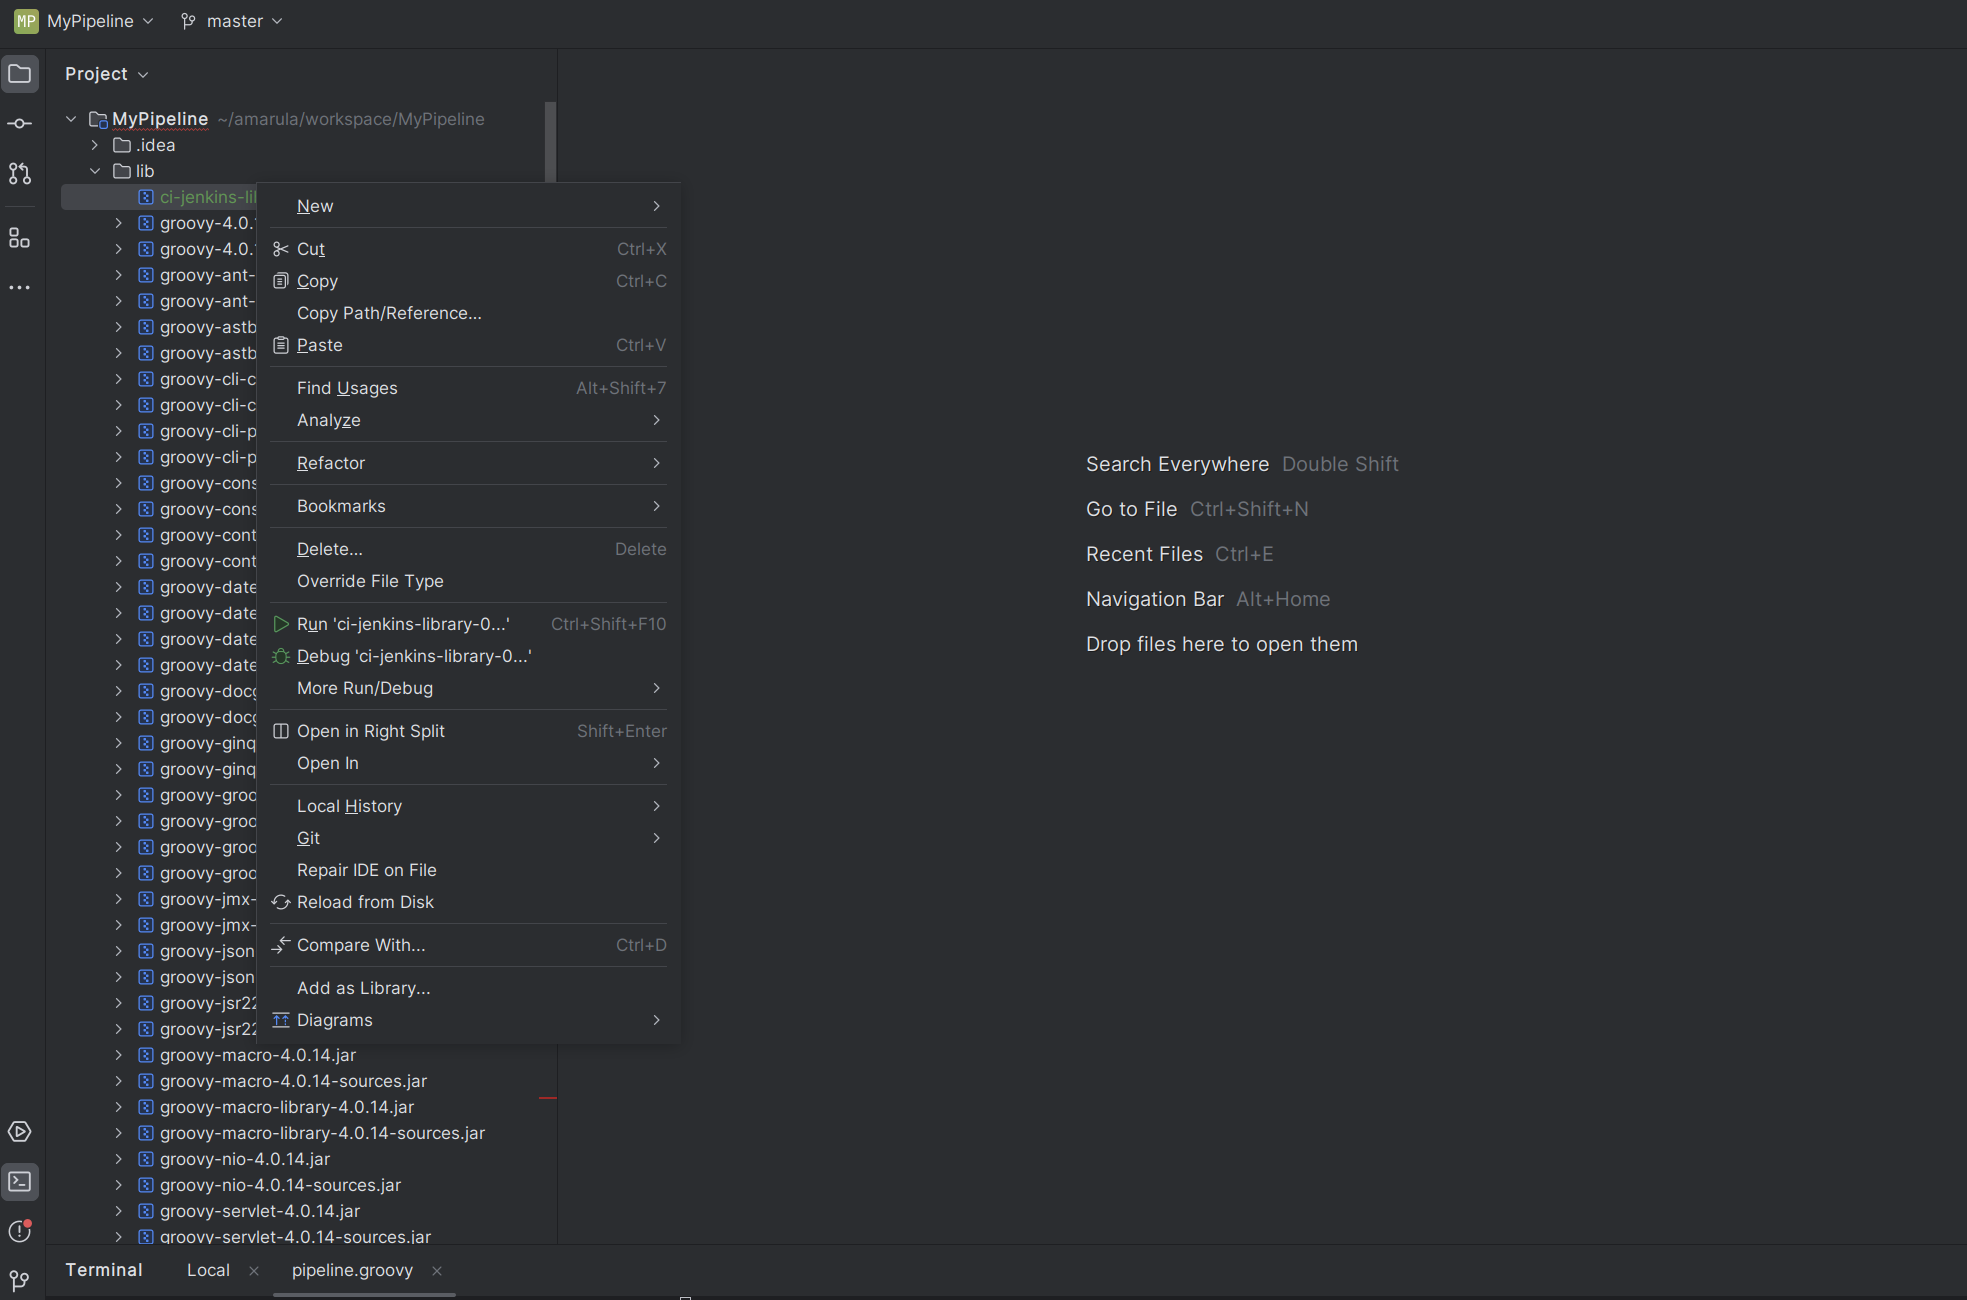 MP MyPipeline master
Project
MyPipeline ~/amarula/workspace/MyPipeline
.idea
lib
ci-jenkins-li
groovy-4.0.
groovy-4.0.
groovy-ant-
groovy-ant-
groovy-astb
groovy-astb
groovy-cli-c
groovy-cli-c
groovy-cli-p
groovy-cli-p
groovy-cons
groovy-cons
groovy-cont
groovy-cont
groovy-date
groovy-date
groovy-date
groovy-date
groovy-docg
groovy-docg
groovy-ginq
groovy-ginq
groovy-groo
groovy-groo
groovy-groo
groovy-groo
groovy-jmx-
groovy-jmx-
groovy-json
groovy-json
groovy-jsr22
groovy-jsr22
groovy-macro-4.0.14.jar
groovy-macro-4.0.14-sources.jar
groovy-macro-library-4.0.14.jar
groovy-macro-library-4.0.14-sources.jar
groovy-nio-4.0.14.jar
groovy-nio-4.0.14-sources.jar
groovy-servlet-4.0.14.jar
groovy-servlet-4.0.14-sources.jar
New
Cut Ctrl+X
Copy Ctrl+C
Copy Path/Reference...
Paste Ctrl+V
Find Usages Alt+Shift+7
Analyze
Refactor
Bookmarks
Delete... Delete
Override File Type
Run 'ci-jenkins-library-0...' Ctrl+Shift+F10
Debug 'ci-jenkins-library-0...'
More Run/Debug
Open in Right Split Shift+Enter
Open In
Local History
Git
Repair IDE on File
Reload from Disk
Compare With... Ctrl+D
Add as Library...
Diagrams
Search Everywhere Double Shift
Go to File Ctrl+Shift+N
Recent Files Ctrl+E
Navigation Bar Alt+Home
Drop files here to open them
Terminal Local pipeline.groovy